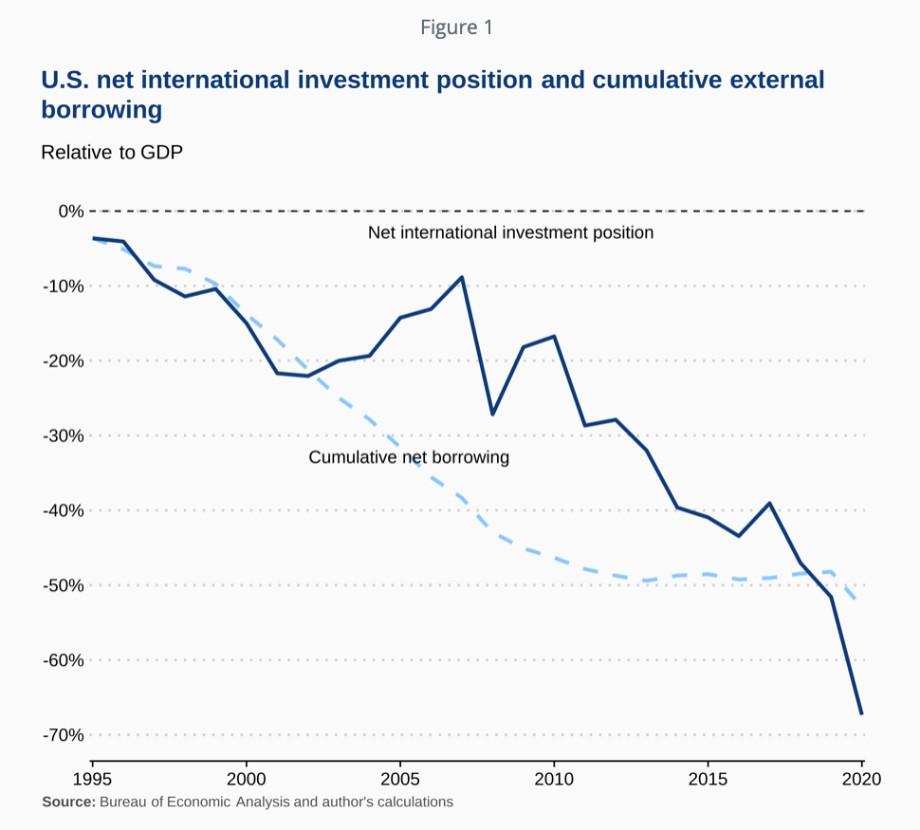 Figure 1
U.S. net international investment position and cumulative external
borrowing
Relative to GDP
0%
Net international investment position
-10%
-20%
-30%
Cumulative net borrowing
-40%
-50%
-60%
-70%
1995 2000 2005 2010 2015 2020
Source: Bureau of Economic Analysis and author's calculations